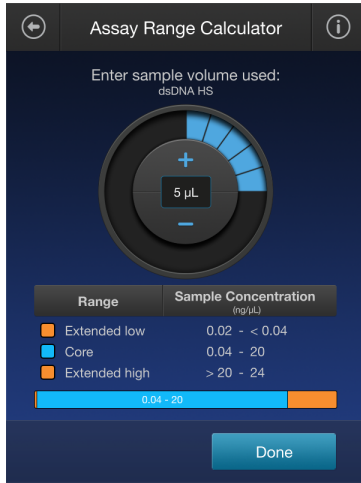 Assay Range Calculator
Enter sample volume used:
dsDNA HS
+
5 µL
−
Range Sample Concentration
(ng/µL)
Extended low 0.02 - < 0.04
Core 0.04 - 20
Extended high > 20 - 24
0.04 - 20
Done